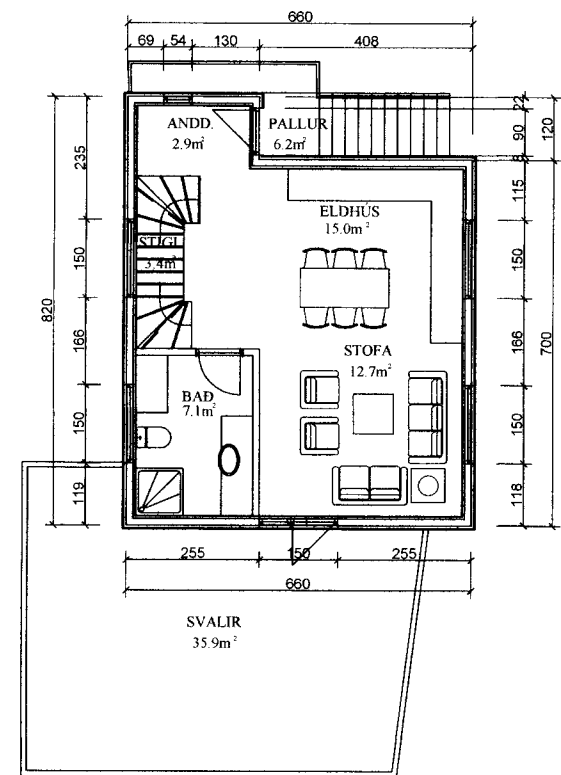 660
69 54 130 408
ANDD.
2.9m²
PALLUR
6.2m²
22
90
8
120
235
115
ELDHÚS
15.0m²
STIGI
3.4m²
150
150
820
166
166
700
STOFA
12.7m²
BAÐ
7.1m²
150
150
119
118
255 150 255
660
SVALIR
35.9m²